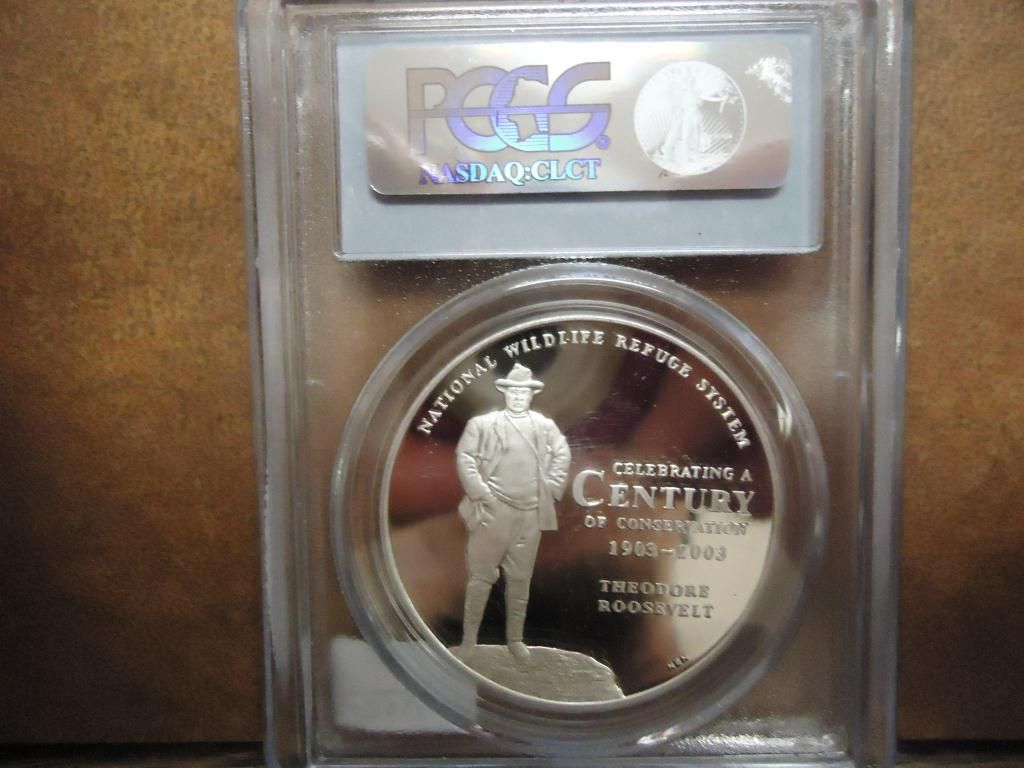 PCGS
NASDAQ:CLCT
NATIONAL WILDLIFE REFUGE SYSTEM
CELEBRATING A
CENTURY
OF CONSERVATION
1903~2003
THEODORE
ROOSEVELT